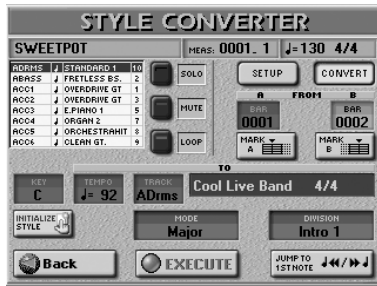 STYLE CONVERTER
SWEETPOT MEAS: 0001. 1 ♩=130 4/4
ADRMS ♩ STANDARD 1 10
ABASS ♩ FRETLESS BS. 2
ACC1 ♩ OVERDRIVE GT 1
ACC2 ♩ OVERDRIVE GT 3
ACC3 ♩ E.PIANO 1 5
ACC4 ♩ ORGAN 2 7
ACC5 ♩ ORCHESTRAHIT 8
ACC6 ♩ CLEAN GT. 9
SOLO
MUTE
LOOP
SETUP CONVERT
A FROM B
BAR 0001 BAR 0002
MARK A MARK B
TO
KEY C TEMPO ♩= 92 TRACK ADrms Cool Live Band 4/4
INITIALIZE STYLE MODE Major DIVISION Intro 1
Back EXECUTE JUMP TO 1ST NOTE